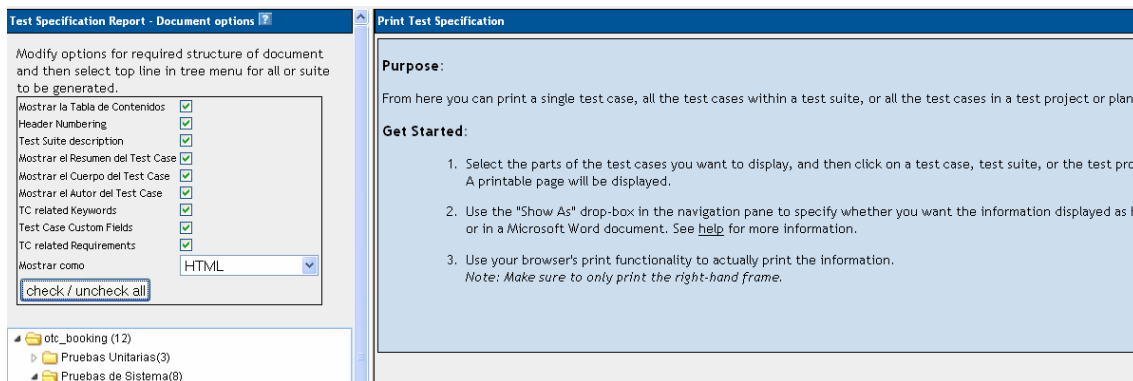 Test Specification Report - Document options ?
Modify options for required structure of document
and then select top line in tree menu for all or suite
to be generated.
Mostrar la Tabla de Contenidos
Header Numbering
Test Suite description
Mostrar el Resumen del Test Case
Mostrar el Cuerpo del Test Case
Mostrar el Autor del Test Case
TC related Keywords
Test Case Custom Fields
TC related Requirements
Mostrar como HTML
check / uncheck all
otc_booking (12)
Pruebas Unitarias(3)
Pruebas de Sistema(8)
Print Test Specification
Purpose:
From here you can print a single test case, all the test cases within a test suite, or all the test cases in a test project or plan
Get Started:
1. Select the parts of the test cases you want to display, and then click on a test case, test suite, or the test pro
A printable page will be displayed.
2. Use the "Show As" drop-box in the navigation pane to specify whether you want the information displayed as
or in a Microsoft Word document. See help for more information.
3. Use your browser's print functionality to actually print the information.
Note: Make sure to only print the right-hand frame.